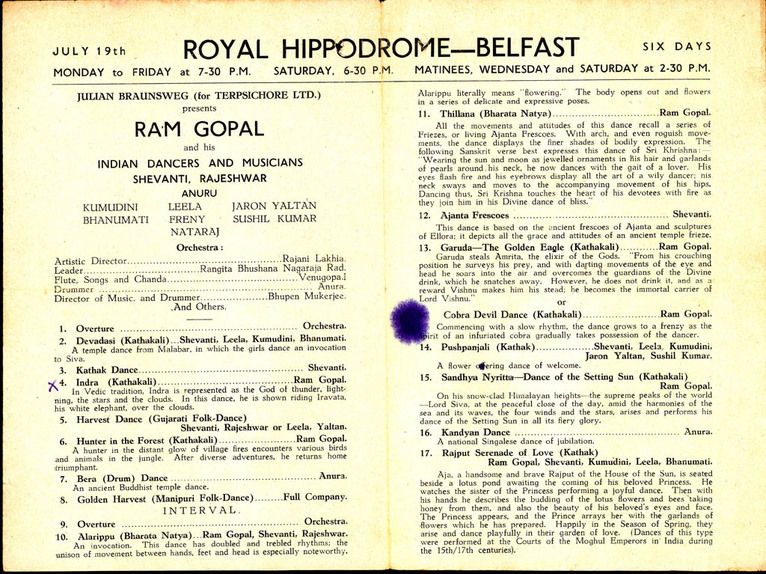 JULY 19th ROYAL HIPPODROME—BELFAST SIX DAYS
MONDAY to FRIDAY at 7-30 P.M. SATURDAY, 6-30 P.M. MATINEES, WEDNESDAY and SATURDAY at 2-30 P.M.
JULIAN BRAUNSWEG (for TERPSICHORE LTD.)
presents
RAM GOPAL
and his
INDIAN DANCERS AND MUSICIANS
SHEVANTI, RAJESHWAR
ANURU
KUMUDINI LEELA JARON YALTAN
BHANUMATI FRENY SUSHIL KUMAR
NATARAJ
Orchestra :
Artistic Director........Rajani Lakhia.
Leader........Rangita Bhushana Nagaraja Rad.
Flute, Songs and Chanda........Venugopa.l
Drummer ........ Anura.
Director of Music, and Drummer........Bhupen Mukerjee.
.And Others.
1. Overture ........ Orchestra.
2. Devadasi (Kathakali)...Shevanti, Leela, Kumudini, Bhanumati.
A temple dance from Malabar, in which the girls dance an invocation
to Siva.
3. Kathak Dance........Shevanti.
4. Indra (Kathakali)........Ram Gopal.
In Vedic tradition, Indra is represented as the God of thunder, light-
ning, the stars and the clouds. In this dance, he is shown riding Iravata,
his white elephant, over the clouds.
5. Harvest Dance (Gujarati Folk-Dance)
Shevanti, Rajeshwar or Leela, Yaltan.
6. Hunter in the Forest (Kathakali)........Ram Gopal.
A hunter in the distant glow of village fires encounters various birds
and animals in the jungle. After diverse adventures, he returns home
triumphant.
7. Bera (Drum) Dance ........ Anura.
An ancient Buddhist temple dance.
8. Golden Harvest (Manipuri Folk-Dance)........Full Company.
INTERVAL.
9. Overture ........ Orchestra.
10. Alarippu (Bharata Natya)...Ram Gopal, Shevanti, Rajeshwar.
An invocation. This dance has doubled and trebled rhythms; the
unison of movement between hands, feet and head is especially noteworthy.
Alarippu literally means "flowering." The body opens out and flowers
in a series of delicate and expressive poses.
11. Thillana (Bharata Natya)........Ram Gopal.
All the movements and attitudes of this dance recall a series of
Friezes, or living Ajanta Frescoes. With arch, and even roguish move-
ments, the dance displays the finer shades of bodily expression. The
following Sanskrit verse best expresses this dance of Sri Khrishna:—
"Wearing the sun and moon as jewelled ornaments in his hair and garlands
of pearls around his neck, he now dances with the gait of a lover. His
eyes flash fire and his eyebrows display all the art of a wily dancer; his
neck sways and moves to the accompanying movement of his hips.
Dancing thus, Sri Krishna touches the heart of his devotees with fire as
they join him in his Divine dance of bliss."
12. Ajanta Frescoes ........ Shevanti.
This dance is based on the ancient frescoes of Ajanta and sculptures
of Ellora; it depicts all the grace and attitudes of an ancient temple frieze.
13. Garuda—The Golden Eagle (Kathakali)........Ram Gopal.
Garuda steals Amrita, the elixir of the Gods. "From his crouching
position he surveys his prey, and with darting movements of the eye and
head he soars into the air and overcomes the guardians of the Divine
drink, which he snatches away. However, he does not drink it, and as a
reward Vishnu makes him his stead; he becomes the immortal carrier of
Lord Vishnu."
or
Cobra Devil Dance (Kathakali)........Ram Gopal.
Commencing with a slow rhythm, the dance grows to a frenzy as the
spirit of an infuriated cobra gradually takes possession of the dancer.
14. Pushpanjali (Kathak)........Shevanti, Leela, Kumudini,
Jaron Yaltan, Sushil Kumar.
A flower offering dance of welcome.
15. Sandhya Nyritta—Dance of the Setting Sun (Kathakali)
Ram Gopal.
On his snow-clad Himalayan heights—the supreme peaks of the world
—Lord Siva, at the peaceful close of the day, amid the harmonies of the
sea and its waves, the four winds and the stars, arises and performs his
dance of the Setting Sun in all its fiery glory.
16. Kandyan Dance ........ Anura.
A national Singalese dance of jubilation.
17. Rajput Serenade of Love (Kathak)
Ram Gopal, Shevanti, Kumudini, Leela, Bhanumati.
Aja, a handsome and brave Rajput of the House of the Sun, is seated
beside a lotus pond awaiting the coming of his beloved Princess. He
watches the sister of the Princess performing a joyful dance. Then with
his hands he describes the budding of the lotus flowers and bees taking
honey from them, and also the beauty of his beloved's eyes and face.
The Princess appears, and the Prince arrays her with the garlands of
flowers which he has prepared. Happily in the Season of Spring, they
arise and dance playfully in their garden of love. (Dances of this type
were performed at the Courts of the Moghul Emperors in India during
the 15th/17th centuries).